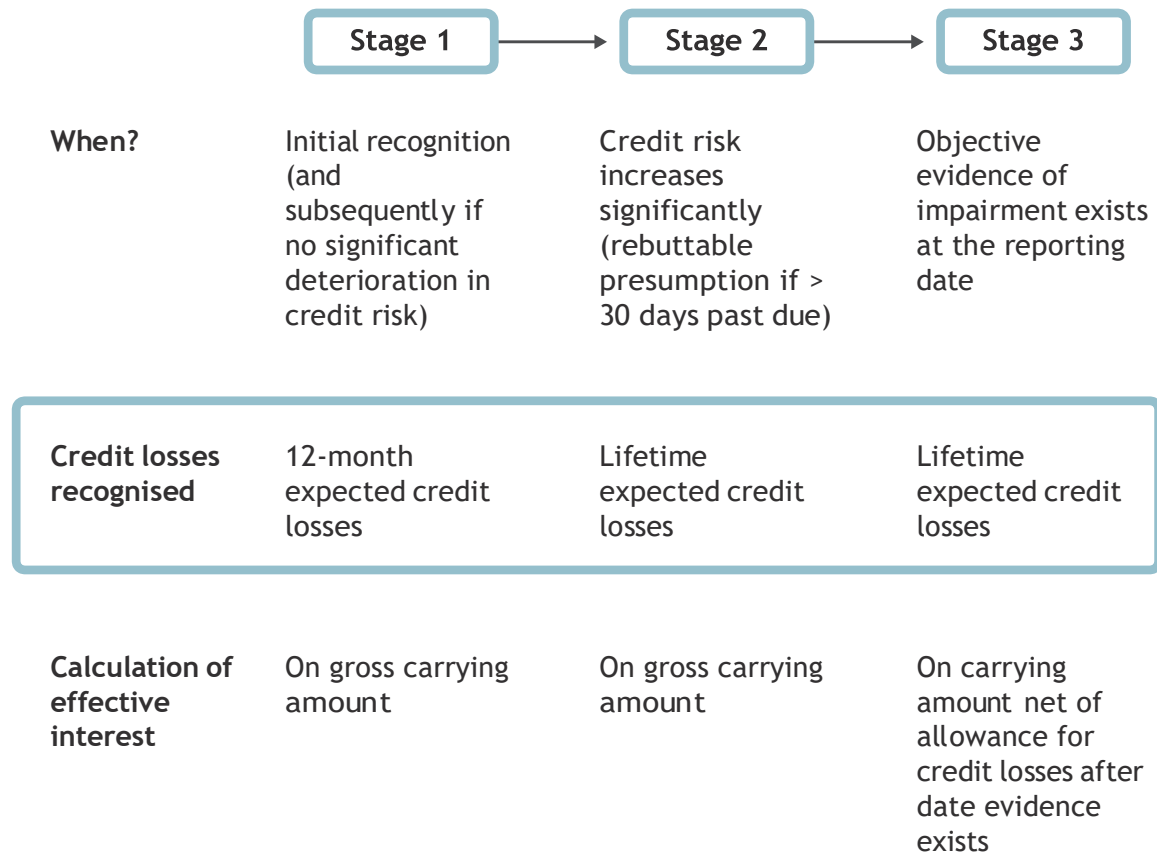 Stage 1
Stage 2
Stage 3
When?
Initial recognition
(and
subsequently if
no significant
deterioration in
credit risk)
Credit risk
increases
significantly
(rebuttable
presumption if >
30 days past due)
Objective
evidence of
impairment exists
at the reporting
date
Credit losses
recognised
12-month
expected credit
losses
Lifetime
expected credit
losses
Lifetime
expected credit
losses
Calculation of
effective
interest
On gross carrying
amount
On gross carrying
amount
On carrying
amount net of
allowance for
credit losses after
date evidence
exists